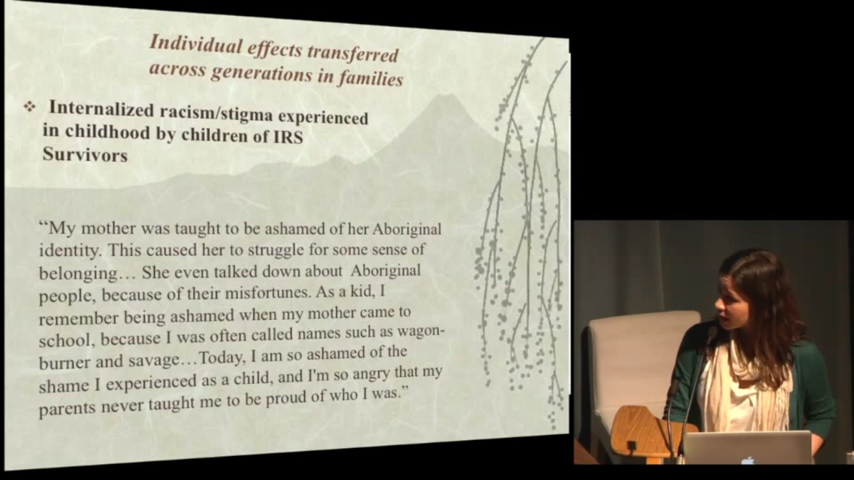 Individual effects transferred
across generations in families
❖ Internalized racism/stigma experienced
in childhood by children of IRS
Survivors
“My mother was taught to be ashamed of her Aboriginal
identity. This caused her to struggle for some sense of
belonging… She even talked down about Aboriginal
people, because of their misfortunes. As a kid, I
remember being ashamed when my mother came to
school, because I was often called names such as wagon-
burner and savage…Today, I am so ashamed of the
shame I experienced as a child, and I'm so angry that my
parents never taught me to be proud of who I was.”